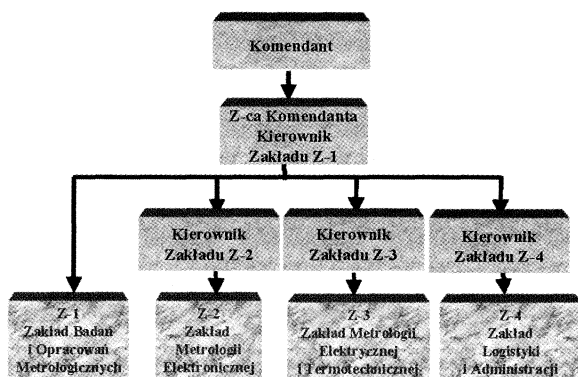 Komendant
Z-ca Komendanta
Kierownik
Zakładu Z-1
Kierownik
Zakładu Z-2
Kierownik
Zakładu Z-3
Kierownik
Zakładu Z-4
Z-1
Zakład Badań
i Opracowań
Metrologicznych
Z-2
Zakład
Metrologii
Elektronicznej
Z-3
Zakład Metrologii
Elektrycznej
i Termotechnicznej
Z-4
Zakład
Logistyki
i Administracji